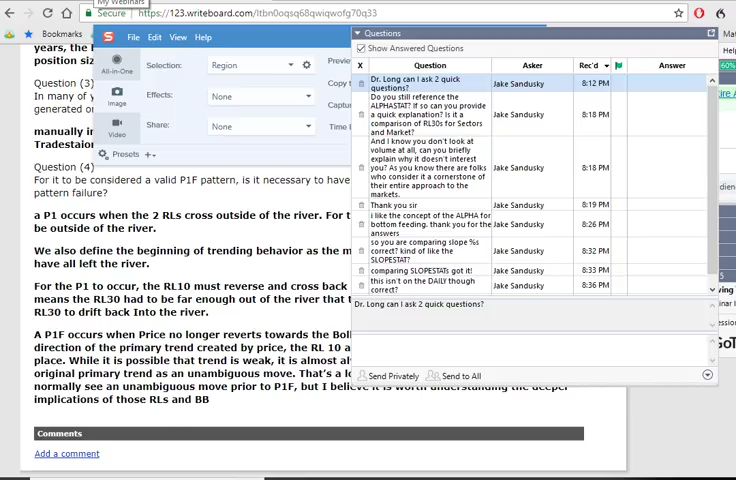 My Webinars
Secure
https://123.writeboard.com/ltbn0oqsq68qwiqwofg70q33
Bookmarks
years, the
position siz
Question (3)
In many of y
generated or
manually in
Tradestaion
Question (4)
For it to be considered a valid P1F pattern, is it necessary to have
pattern failure?
a P1 occurs when the 2 RLs cross outside of the river. For t
be outside of the river.
We also define the beginning of trending behavior as the m
have all left the river.
For the P1 to occur, the RL10 must reverse and cross back
means the RL30 had to be far enough out of the river that t
RL30 to drift back Into the river.
A P1F occurs when Price no longer reverts towards the Boll
direction of the primary trend created by price, the RL 10 a
place. While it is possible that trend is weak, it is almost al
original primary trend as an unambiguous move. That's a lo
normally see an unambiguous move prior to P1F, but I believe it is worth understanding the deeper
implications of those RLs and BB
Comments
Add a comment
S
File Edit View Help
All-in-One
Image
Video
Presets
Selection: Region
Effects: None
Share: None
Preview
Copy t
Captur
Time
Questions
Show Answered Questions
X Question Asker Rec'd Answer
Dr. Long can I ask 2 quick
questions? Jake Sandusky 8:12 PM
Do you still reference the
ALPHASTAT? If so can you provide
a quick explanation? Is it a
comparison of RL30s for Sectors
and Market? Jake Sandusky 8:18 PM
And I know you don't look at
volume at all, can you briefly
explain why it doesn't interest
you? As you know there are folks
who consider it a cornerstone of
their entire approach to the
markets. Jake Sandusky 8:18 PM
Thank you sir Jake Sandusky 8:19 PM
i like the concept of the ALPHA for
bottom feeding. thank you for the
answers Jake Sandusky 8:26 PM
so you are comparing slope %s
correct? kind of like the
SLOPESTAT? Jake Sandusky 8:32 PM
comparing SLOPESTATs got it! Jake Sandusky 8:33 PM
this isn't on the DAILY though
correct? Jake Sandusky 8:36 PM
Dr. Long can I ask 2 quick questions?
Send Privately Send to All
Mat
Help
60%
ire A
dien
ving
inar I
ession
GoT